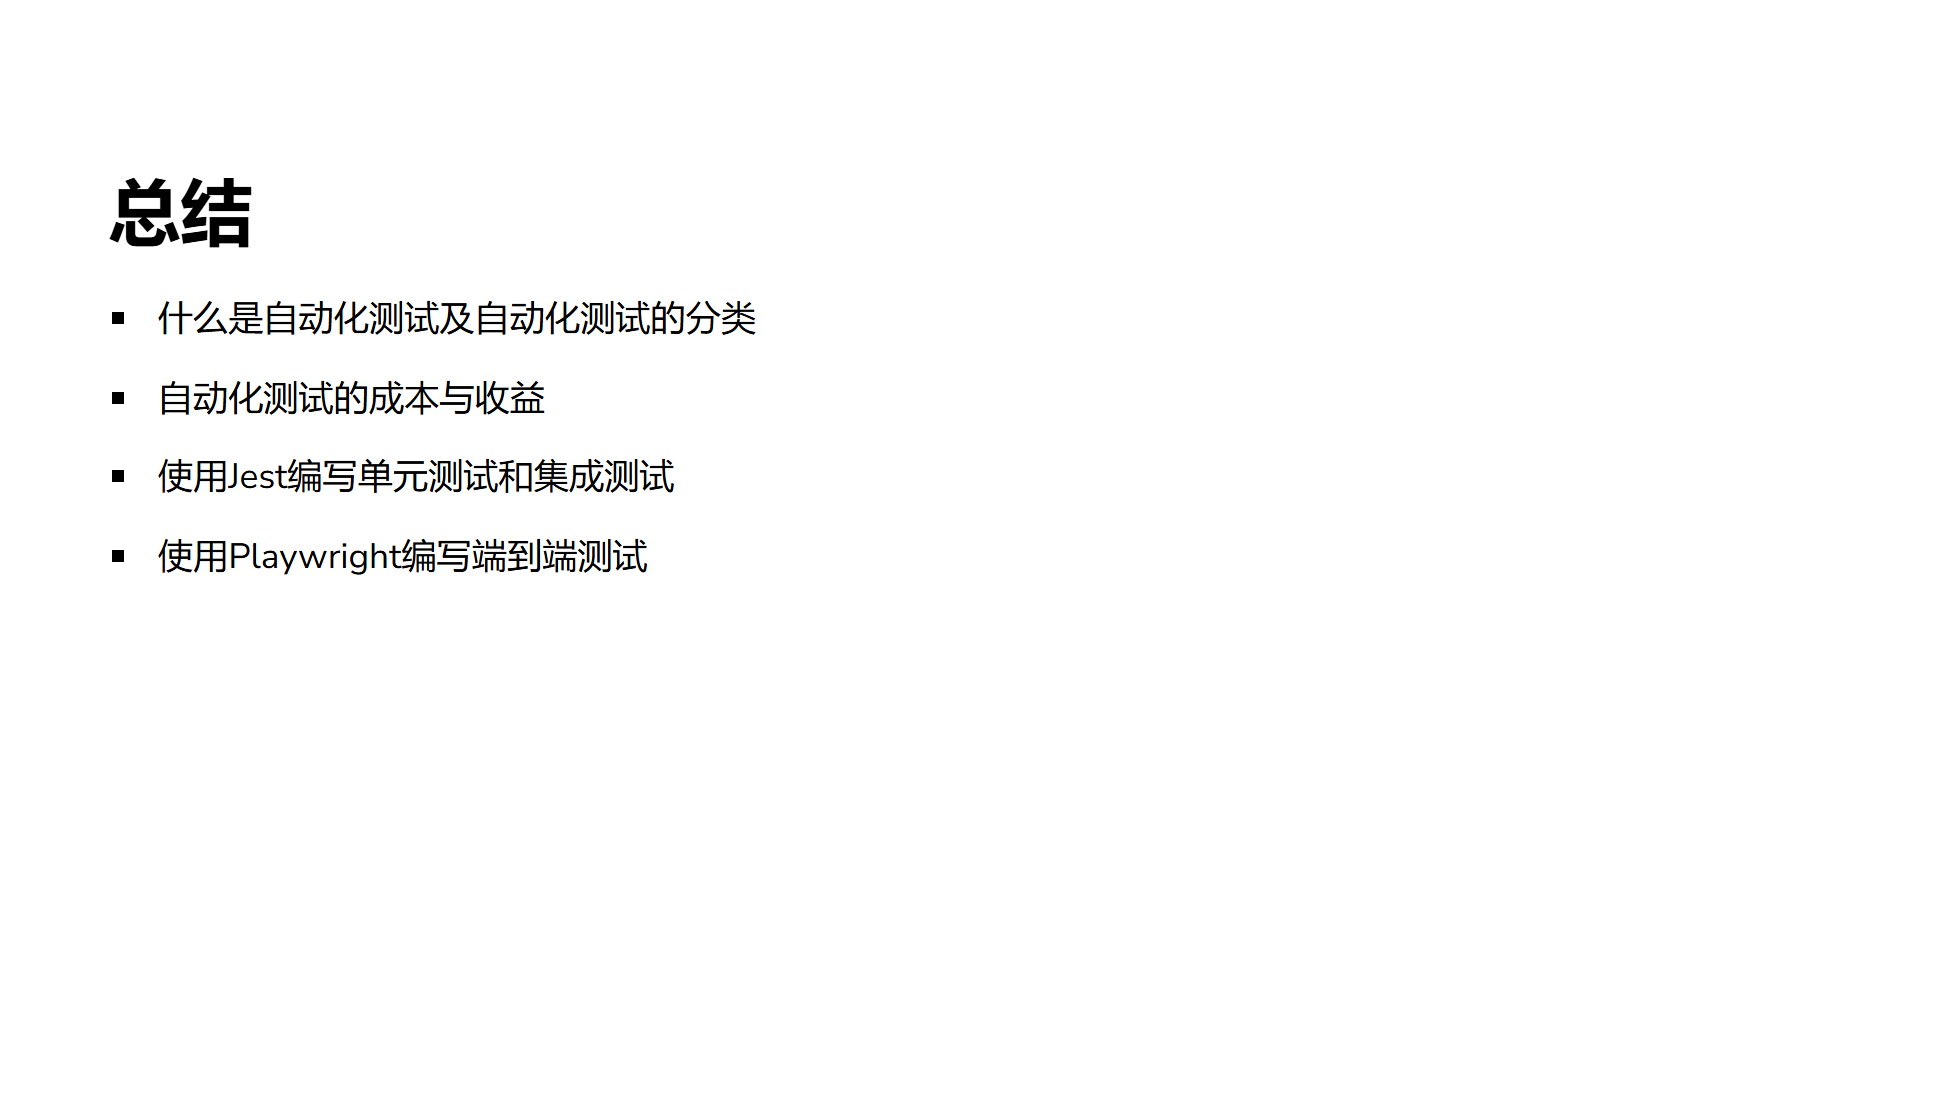 总结
▪ 什么是自动化测试及自动化测试的分类
▪ 自动化测试的成本与收益
▪ 使用Jest编写单元测试和集成测试
▪ 使用Playwright编写端到端测试